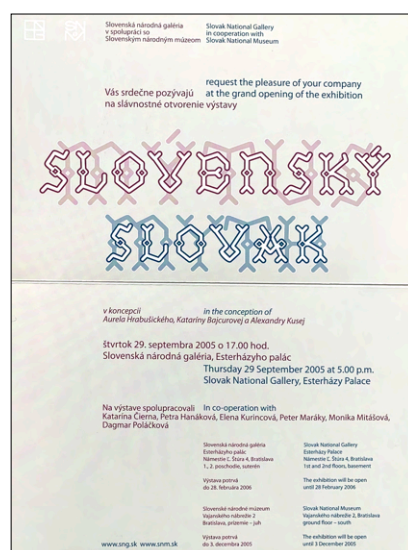 Slovenská národná galéria
v spolupráci so
Slovenským národným múzeom
Slovak National Gallery
in cooperation with
Slovak National Museum
Vás srdečne pozývajú
na slávnostné otvorenie výstavy
request the pleasure of your company
at the grand opening of the exhibition
SLOVENSKÝ
SLOVAK
v koncepcii
in the conception of
Aurela Hrabušického, Kataríny Bajcurovej a Alexandry Kusej
štvrtok 29. septembra 2005 o 17.00 hod.
Slovenská národná galéria, Esterházyho palác
Thursday 29 September 2005 at 5.00 p.m.
Slovak National Gallery, Esterházy Palace
Na výstave spolupracovali
In co-operation with
Katarína Čierna, Petra Hanáková, Elena Kurincová, Peter Maráky, Monika Mitášová,
Dagmar Poláčková
Slovenská národná galéria
Esterházyho palác
Námestie Ľ. Štúra 4, Bratislava
1., 2. poschodie, suterén
Slovak National Gallery
Esterházy Palace
Námestie Ľ. Štúra 4, Bratislava
1st and 2nd floors, basement
Výstava potrvá
do 28. februára 2006
The exhibition will be open
until 28 February 2006
Slovenské národné múzeum
Vajanského nábrežie 2
Bratislava, prízemie – juh
Slovak National Museum
Vajanského nábrežie 2, Bratislava
ground floor – south
www.sng.sk www.snm.sk
Výstava potrvá
do 3. decembra 2005
The exhibition will be open
until 3 December 2005